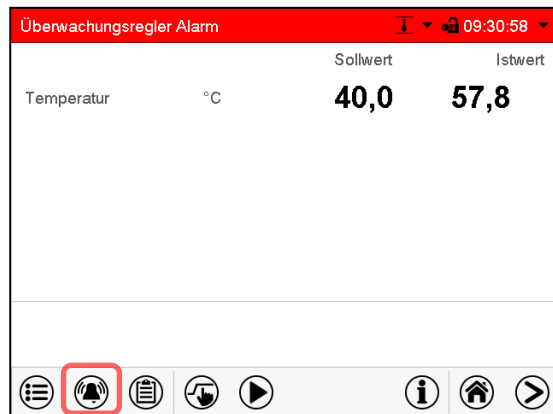 Überwachungsregler Alarm 09:30:58
Sollwert Istwert
Temperatur °C 40,0 57,8